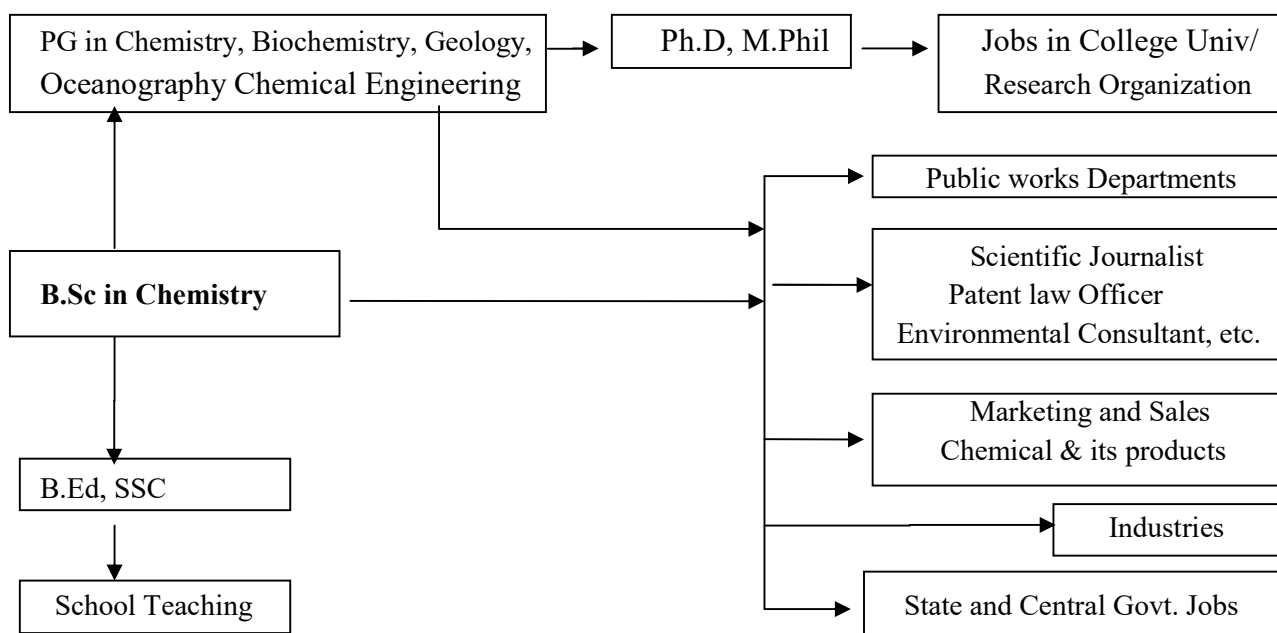 PG in Chemistry, Biochemistry, Geology,
Oceanography Chemical Engineering
Ph.D, M.Phil
Jobs in College Univ/
Research Organization
Public works Departments
B.Sc in Chemistry
Scientific Journalist
Patent law Officer
Environmental Consultant, etc.
Marketing and Sales
Chemical & its products
B.Ed, SSC
Industries
School Teaching
State and Central Govt. Jobs